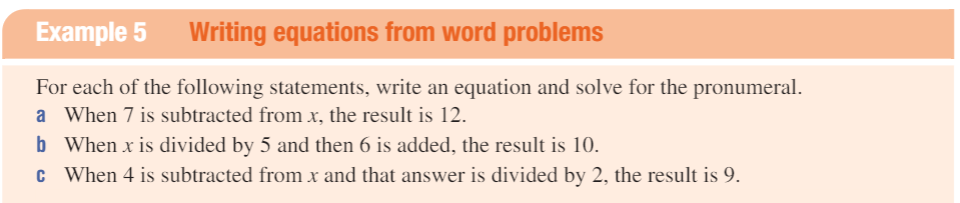 Example 5 Writing equations from word problems
For each of the following statements, write an equation and solve for the pronumeral.
a When 7 is subtracted from x, the result is 12.
b When x is divided by 5 and then 6 is added, the result is 10.
c When 4 is subtracted from x and that answer is divided by 2, the result is 9.